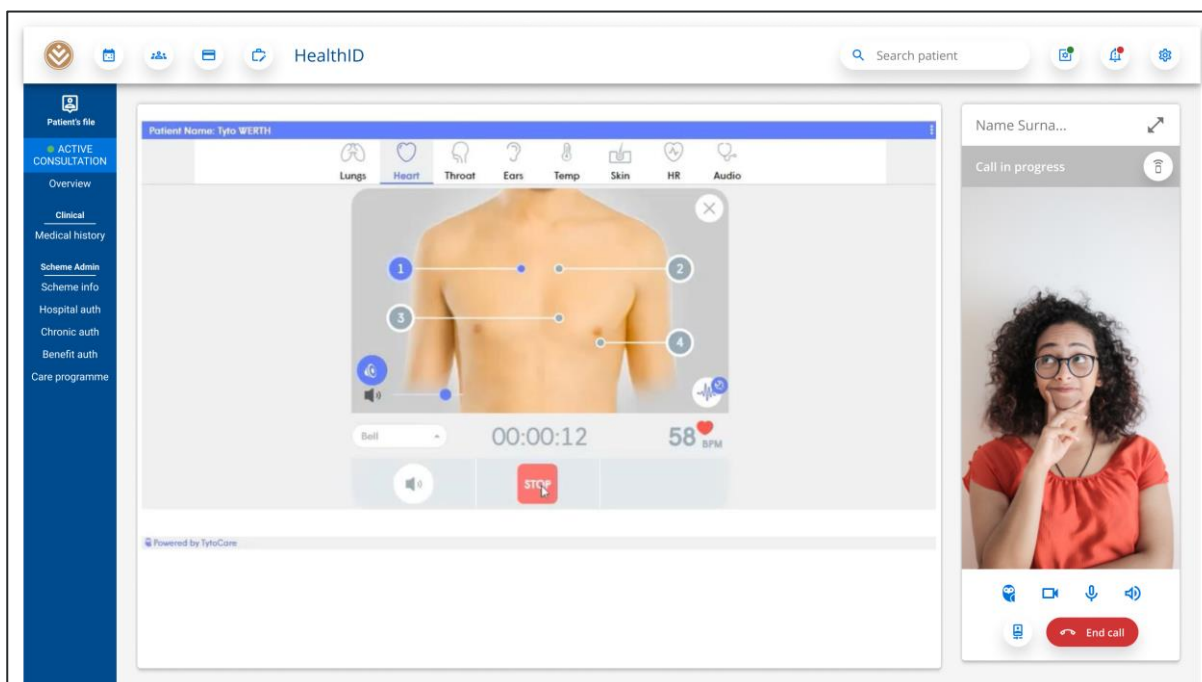 HealthID
Search patient
Patient's file
ACTIVE
CONSULTATION
Overview
Clinical
Medical history
Scheme Admin
Scheme info
Hospital auth
Chronic auth
Benefit auth
Care programme
Patient Name: Tyto WERTH
Lungs Heart Throat Ears Temp Skin HR Audio
1
2
3
4
Bell 00:00:12 58 BPM
STOP
Powered by TytoCare
Name Surna...
Call in progress
End call